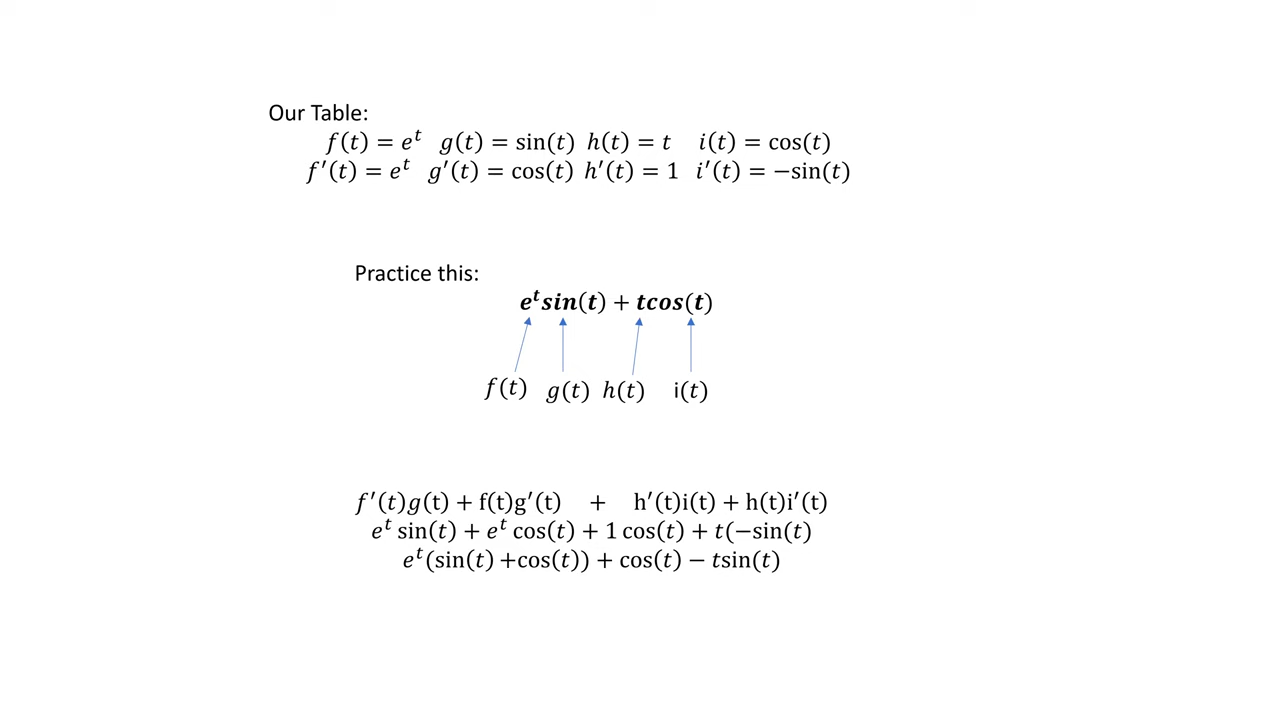 Our Table:
f(t) = e^t g(t) = sin(t) h(t) = t i(t) = cos(t)
f′(t) = e^t g′(t) = cos(t) h′(t) = 1 i′(t) = −sin(t)
Practice this:
e^t sin(t) + tcos(t)
f(t) g(t) h(t) i(t)
f′(t)g(t) + f(t)g′(t) + h′(t)i(t) + h(t)i′(t)
e^t sin(t) + e^t cos(t) + 1 cos(t) + t(−sin(t)
e^t(sin(t) +cos(t)) + cos(t) − tsin(t)